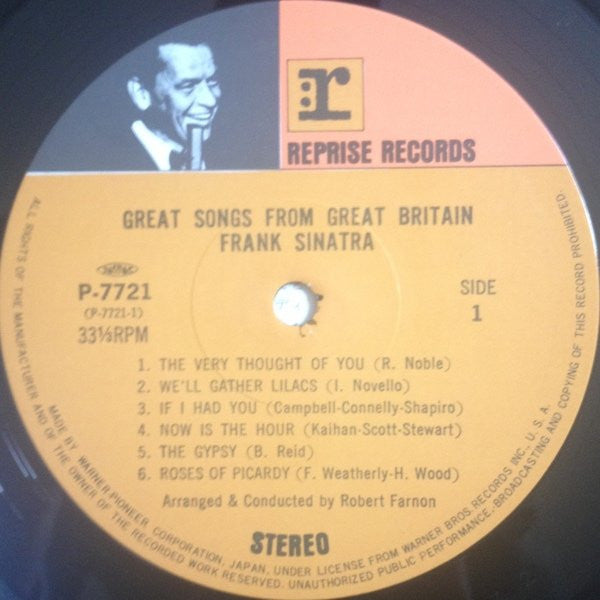 r
REPRISE RECORDS
GREAT SONGS FROM GREAT BRITAIN
FRANK SINATRA
P-7721
(P-7721-1)
33⅓RPM
SIDE
1
1. THE VERY THOUGHT OF YOU (R. Noble)
2. WE'LL GATHER LILACS (I. Novello)
3. IF I HAD YOU (Campbell-Connelly-Shapiro)
4. NOW IS THE HOUR (Kaihan-Scott-Stewart)
5. THE GYPSY (B. Reid)
6. ROSES OF PICARDY (F. Weatherly-H. Wood)
Arranged & Conducted by Robert Farnon
STEREO
MADE BY WARNER-PIONEER CORPORATION, JAPAN, UNDER LICENSE FROM WARNER BROS. RECORDS INC., U. S. A.
ALL RIGHTS OF THE MANUFACTURER AND OF THE OWNER OF THE RECORDED WORK RESERVED. UNAUTHORIZED PUBLIC PERFORMANCE, BROADCASTING AND COPYING OF THIS RECORD PROHIBITED.